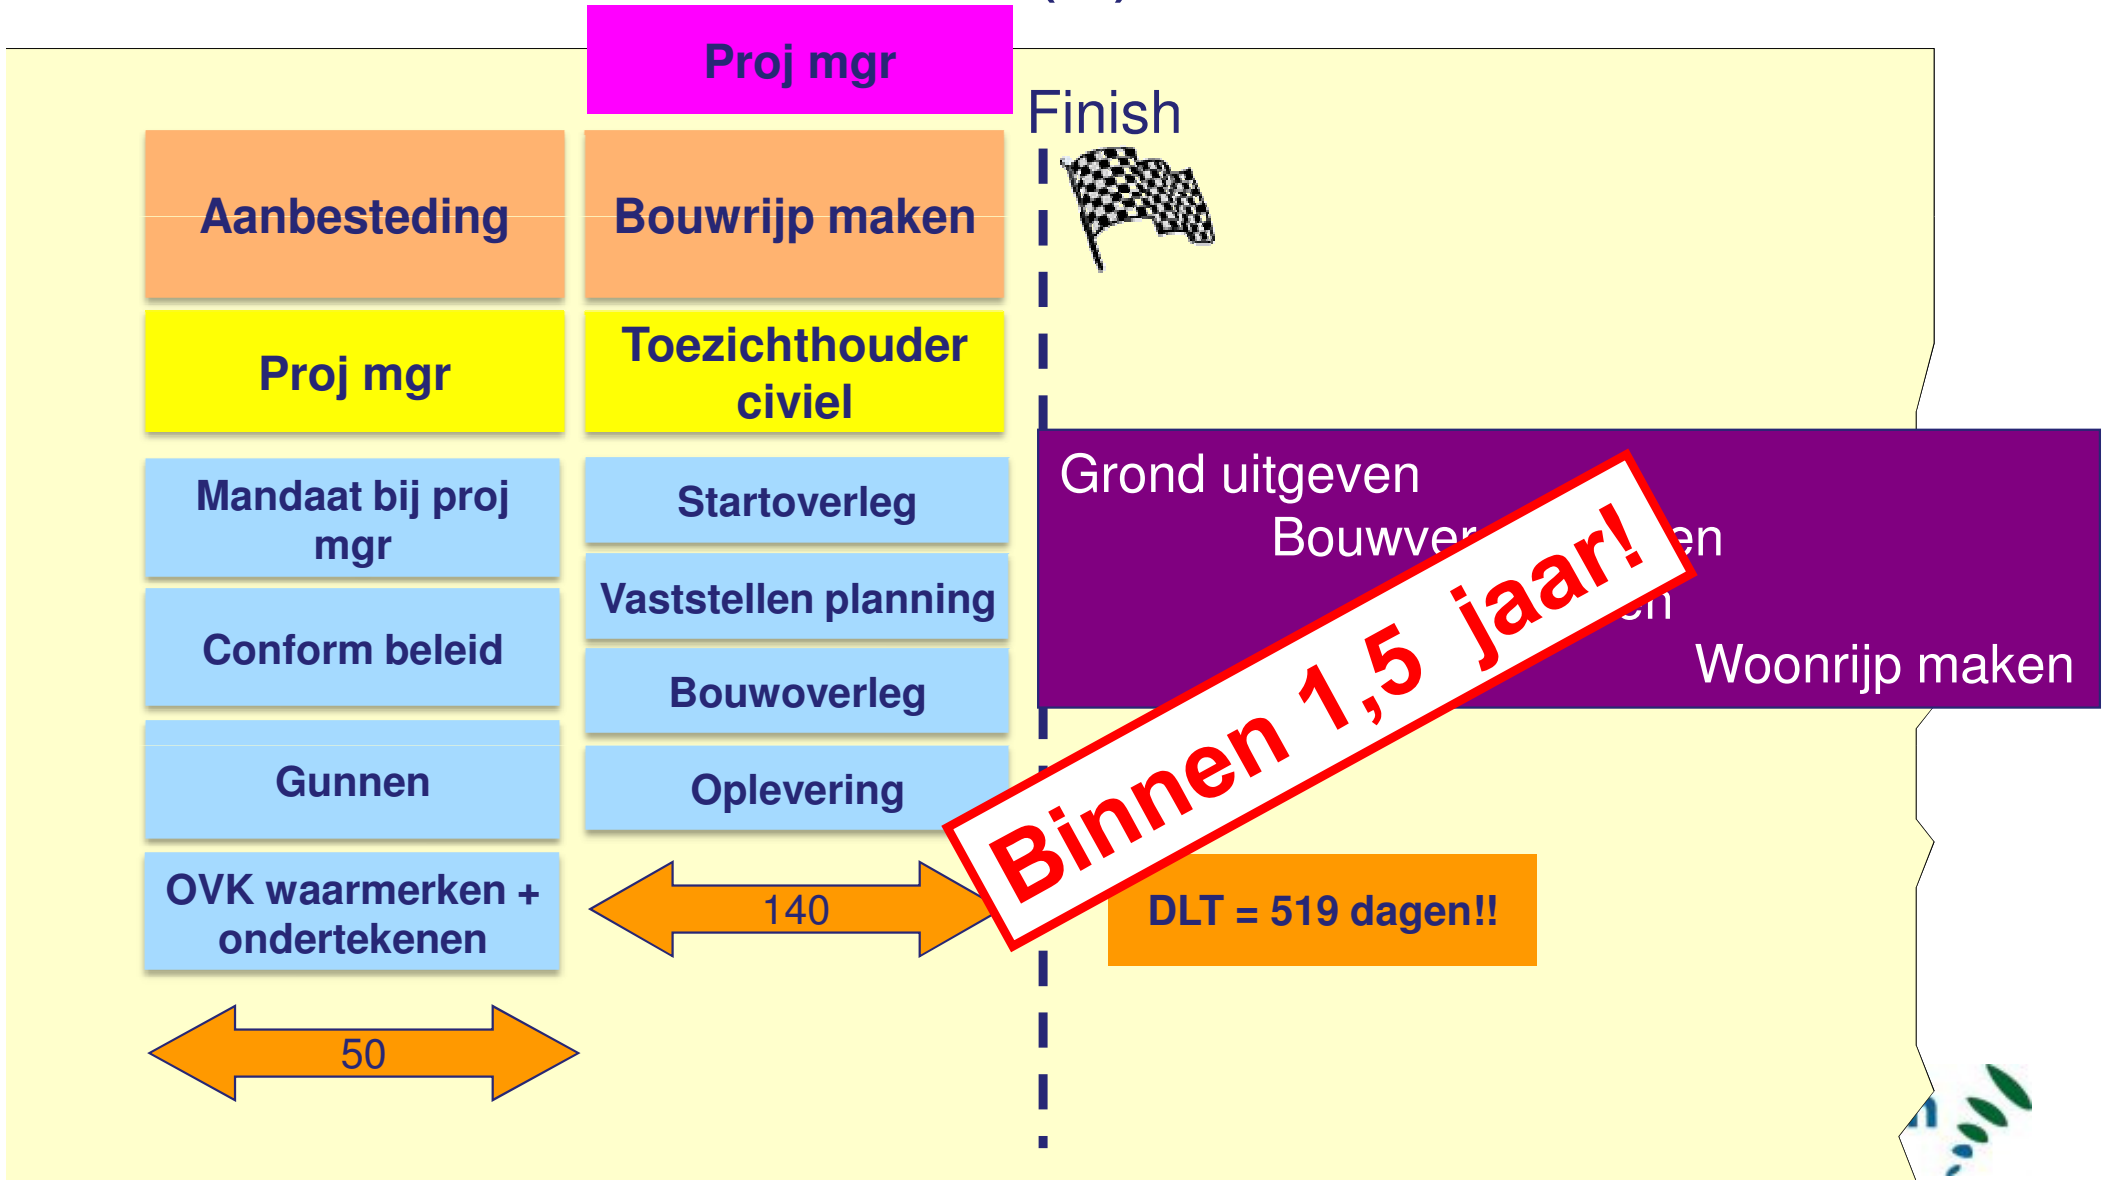 Proj mgr
Finish
Aanbesteding
Bouwrijp maken
Proj mgr
Toezichthouder
civiel
Mandaat bij proj
mgr
Conform beleid
Gunnen
OVK waarmerken +
ondertekenen
50
Startoverleg
Vaststellen planning
Bouwoverleg
Oplevering
140
Grond uitgeven
Woonrijp maken
Binnen 1,5 jaar!
DLT = 519 dagen!!